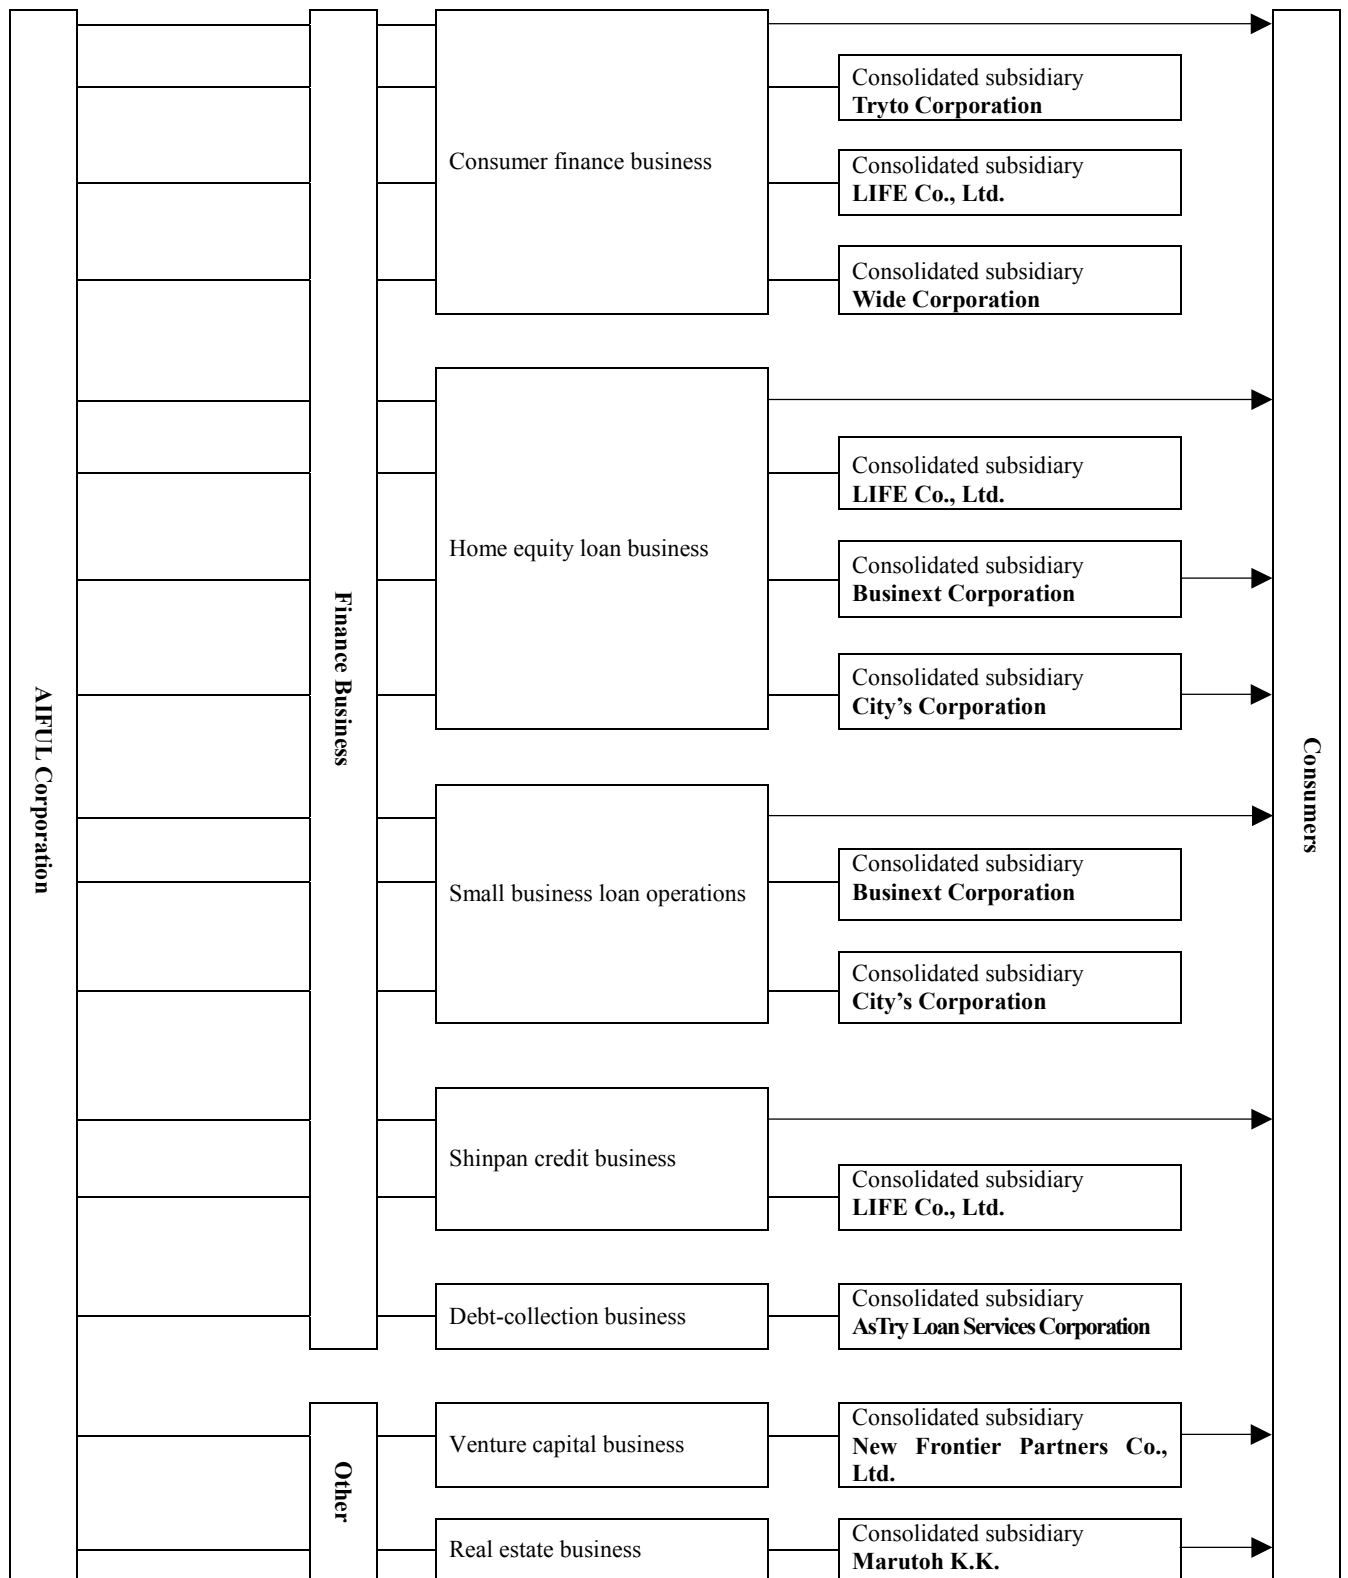 AIFUL Corporation
Finance Business
Consumer finance business
Consolidated subsidiary
Tryto Corporation
Consolidated subsidiary
LIFE Co., Ltd.
Consolidated subsidiary
Wide Corporation
Home equity loan business
Consolidated subsidiary
LIFE Co., Ltd.
Consolidated subsidiary
Businext Corporation
Consolidated subsidiary
City’s Corporation
Small business loan operations
Consolidated subsidiary
Businext Corporation
Consolidated subsidiary
City’s Corporation
Shinpan credit business
Consolidated subsidiary
LIFE Co., Ltd.
Debt-collection business
Consolidated subsidiary
AsTry Loan Services Corporation
Other
Venture capital business
Consolidated subsidiary
New Frontier Partners Co.,
Ltd.
Real estate business
Consolidated subsidiary
Marutoh K.K.
Consumers